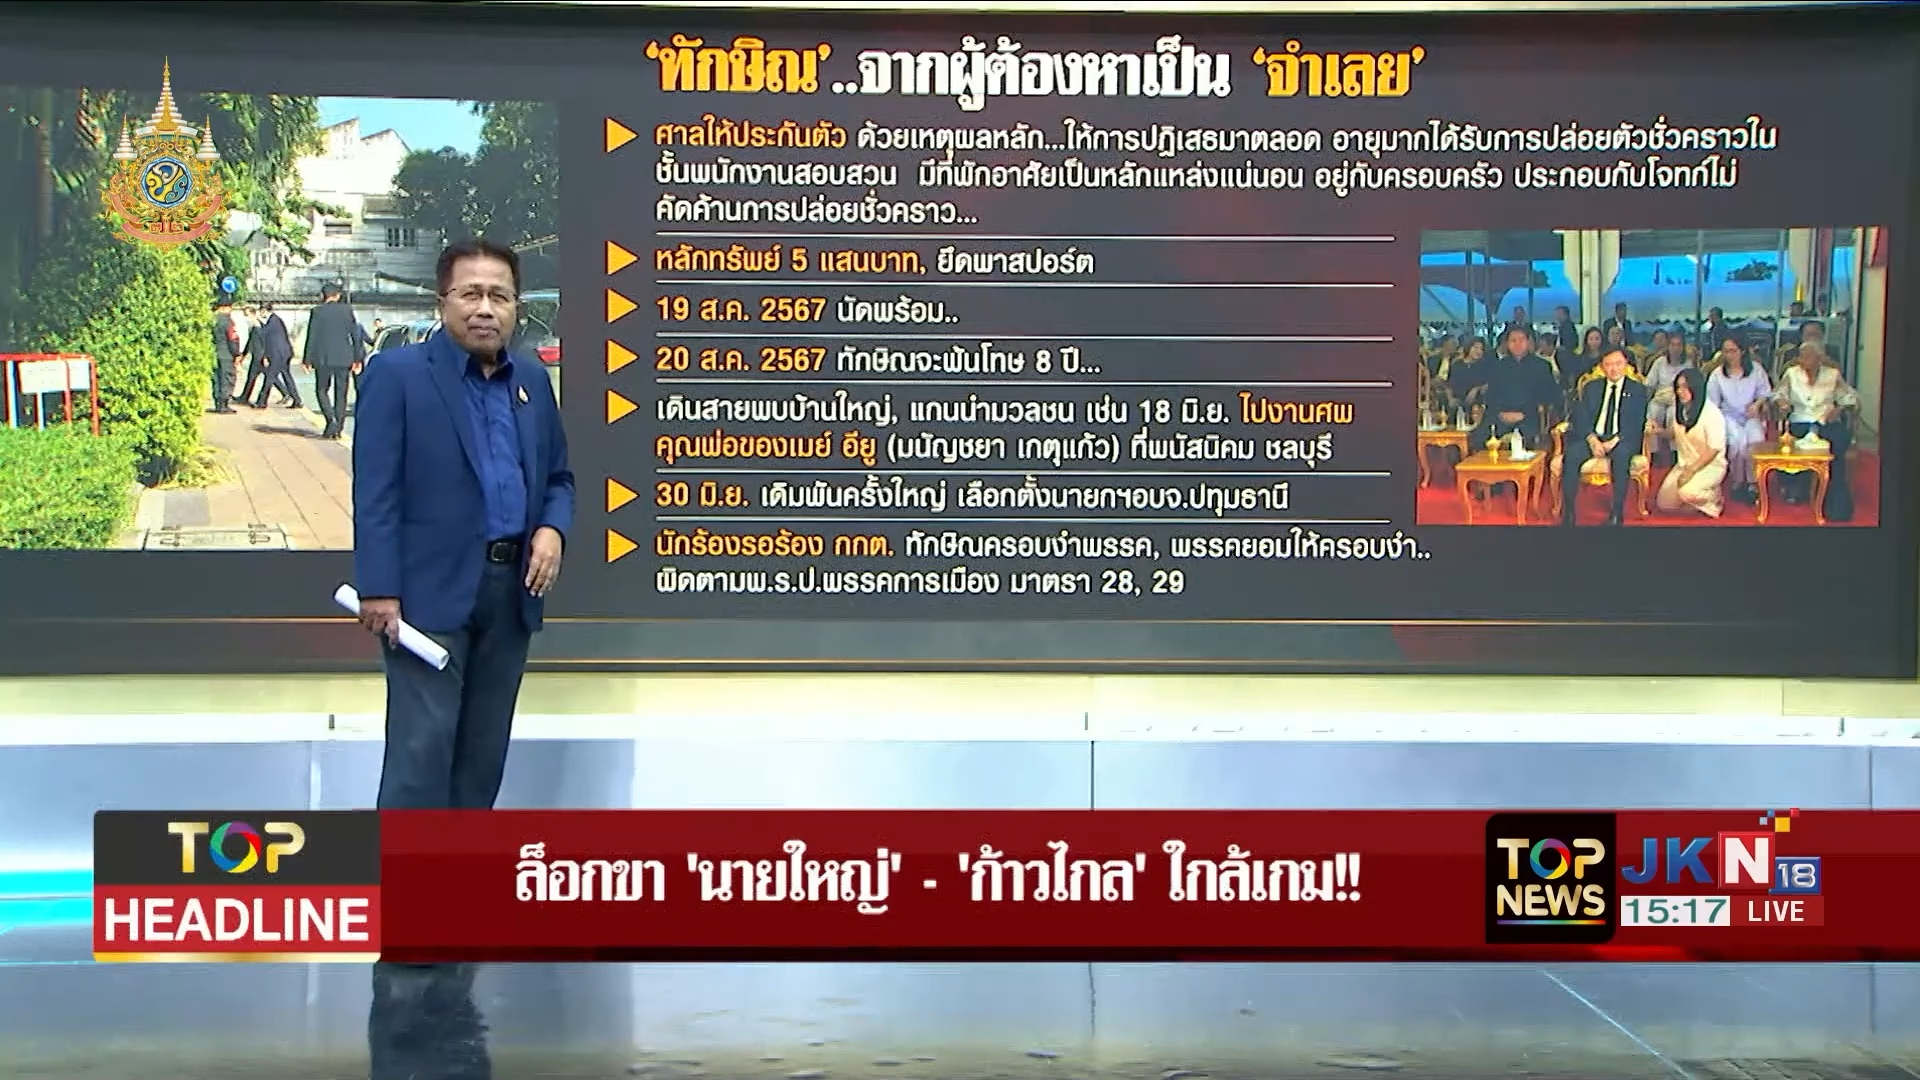 ‘ทักษิณ’..จากผู้ต้องหาเป็น ‘จำเลย’
ศาลให้ประกันตัว ด้วยเหตุผลหลัก...ให้การปฏิเสธมาตลอด อายุมากได้รับการปล่อยตัวชั่วคราวใน
ชั้นพนักงานสอบสวน มีที่พักอาศัยเป็นหลักแหล่งแน่นอน อยู่กับครอบครัว ประกอบกับโจทก์ไม่
คัดค้านการปล่อยชั่วคราว...
หลักทรัพย์ 5 แสนบาท, ยึดพาสปอร์ต
19 ส.ค. 2567 นัดพร้อม..
20 ส.ค. 2567 ทักษิณจะพ้นโทษ 8 ปี...
เดินสายพบบ้านใหญ่, แกนนำมวลชน เช่น 18 มิ.ย. ไปงานศพ
คุณพ่อของเมย์ อียู (มนัญชยา เกตุแก้ว) ที่พนัสนิคม ชลบุรี
30 มิ.ย. เดิมพันครั้งใหญ่ เลือกตั้งนายกฯอบจ.ปทุมธานี
นักร้องรอร้อง กกต. ทักษิณครอบงำพรรค, พรรคยอมให้ครอบงำ..
ผิดตามพ.ร.ป.พรรคการเมือง มาตรา 28, 29
TOP
HEADLINE
ล็อกขา 'นายใหญ่' - 'ก้าวไกล' ใกล้เกม!!
TOP
NEWS
JKN
18
15:17 LIVE
๗๒